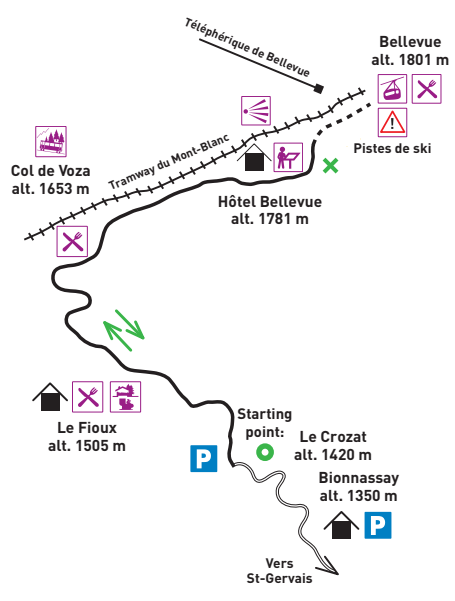 Téléphérique de Bellevue
Bellevue
alt. 1801 m
Pistes de ski
Tramway du Mont-Blanc
Col de Voza
alt. 1653 m
Hôtel Bellevue
alt. 1781 m
Le Fioux
alt. 1505 m
Starting
point:
Le Crozat
alt. 1420 m
P
Bionnassay
alt. 1350 m
P
Vers
St-Gervais